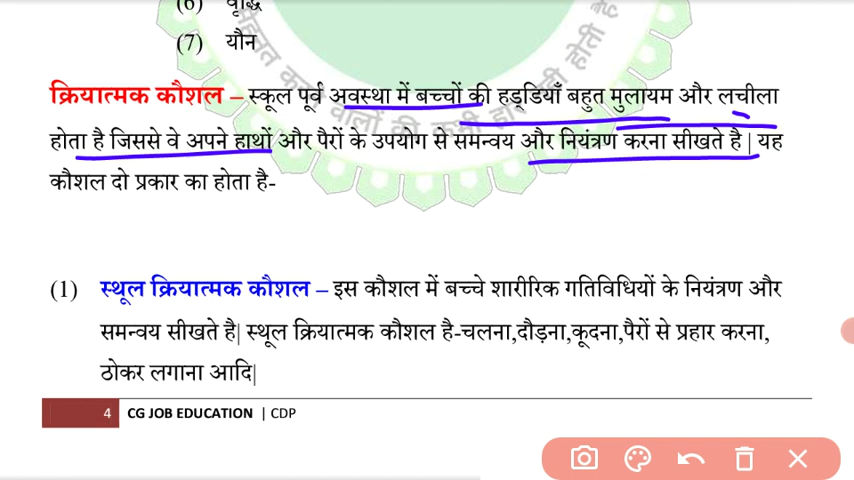 (6) वृद्धि
(7) यौन
क्रियात्मक कौशल – स्कूल पूर्व अवस्था में बच्चों की हड्डियाँ बहुत मुलायम और लचीला
होता है जिससे वे अपने हाथों और पैरों के उपयोग से समन्वय और नियंत्रण करना सीखते है | यह
कौशल दो प्रकार का होता है-
(1) स्थूल क्रियात्मक कौशल – इस कौशल में बच्चे शारीरिक गतिविधियों के नियंत्रण और
समन्वय सीखते है| स्थूल क्रियात्मक कौशल है-चलना,दौड़ना,कूदना,पैरों से प्रहार करना,
ठोकर लगाना आदि|
4 CG JOB EDUCATION | CDP